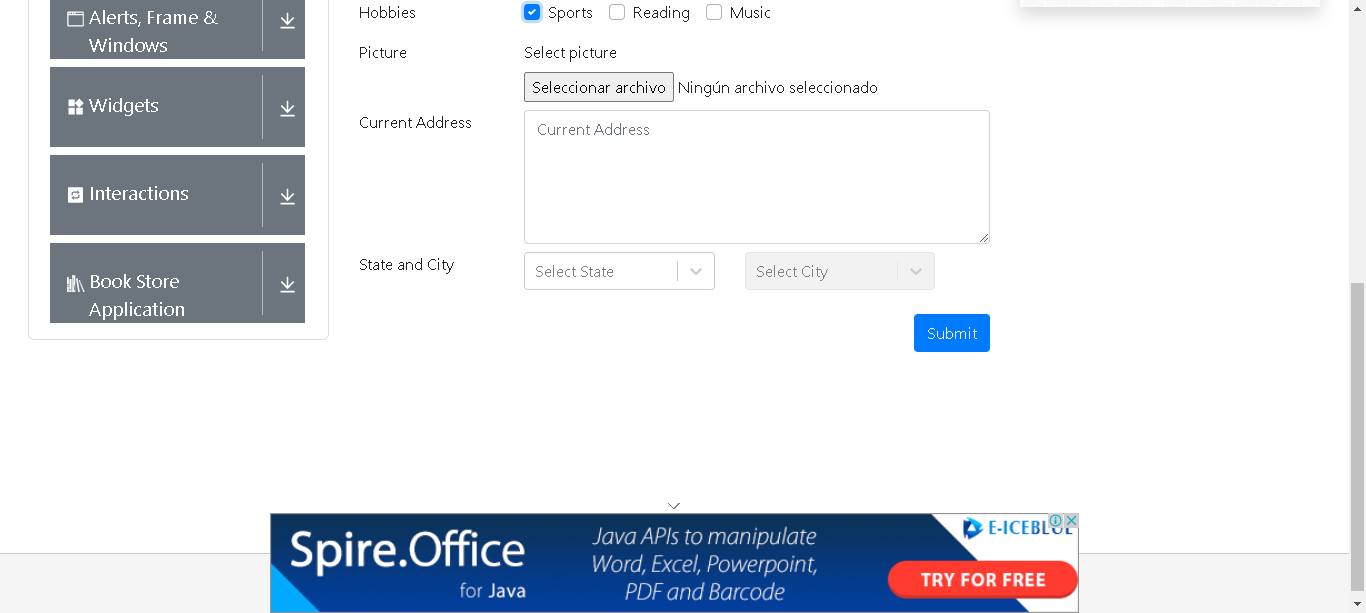 Alerts, Frame &
Windows
Widgets
Interactions
Book Store
Application
Hobbies
Sports Reading Music
Picture
Select picture
Seleccionar archivo Ningún archivo seleccionado
Current Address
Current Address
State and City
Select State
Select City
Submit
Spire.Office
for Java
Java APIs to manipulate
Word, Excel, Powerpoint,
PDF and Barcode
E-ICEBLUE
TRY FOR FREE